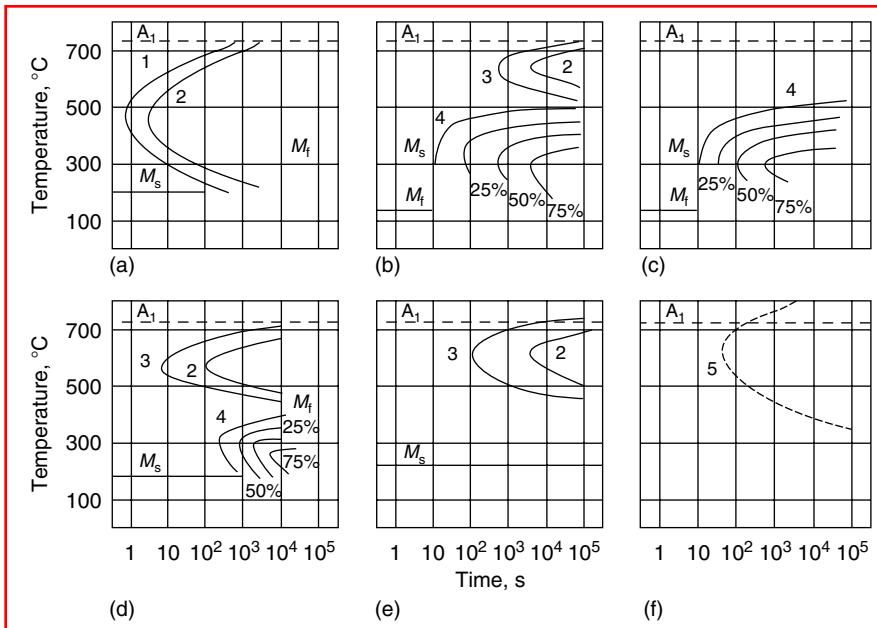 Temperature, °C
700
500
300
100
A1
1
2
Mf
Ms
(a)
A1
3
2
4
Ms
Mf
25%
50%
75%
(b)
A1
4
Ms
Mf
25%
50%
75%
(c)
Temperature, °C
700
500
300
100
A1
3
2
4
Mf
25%
75%
50%
Ms
1 10 10² 10³ 10⁴ 10⁵
(d)
A1
3
2
Ms
1 10 10² 10³ 10⁴ 10⁵
Time, s
(e)
A1
5
1 10 10² 10³ 10⁴ 10⁵
(f)